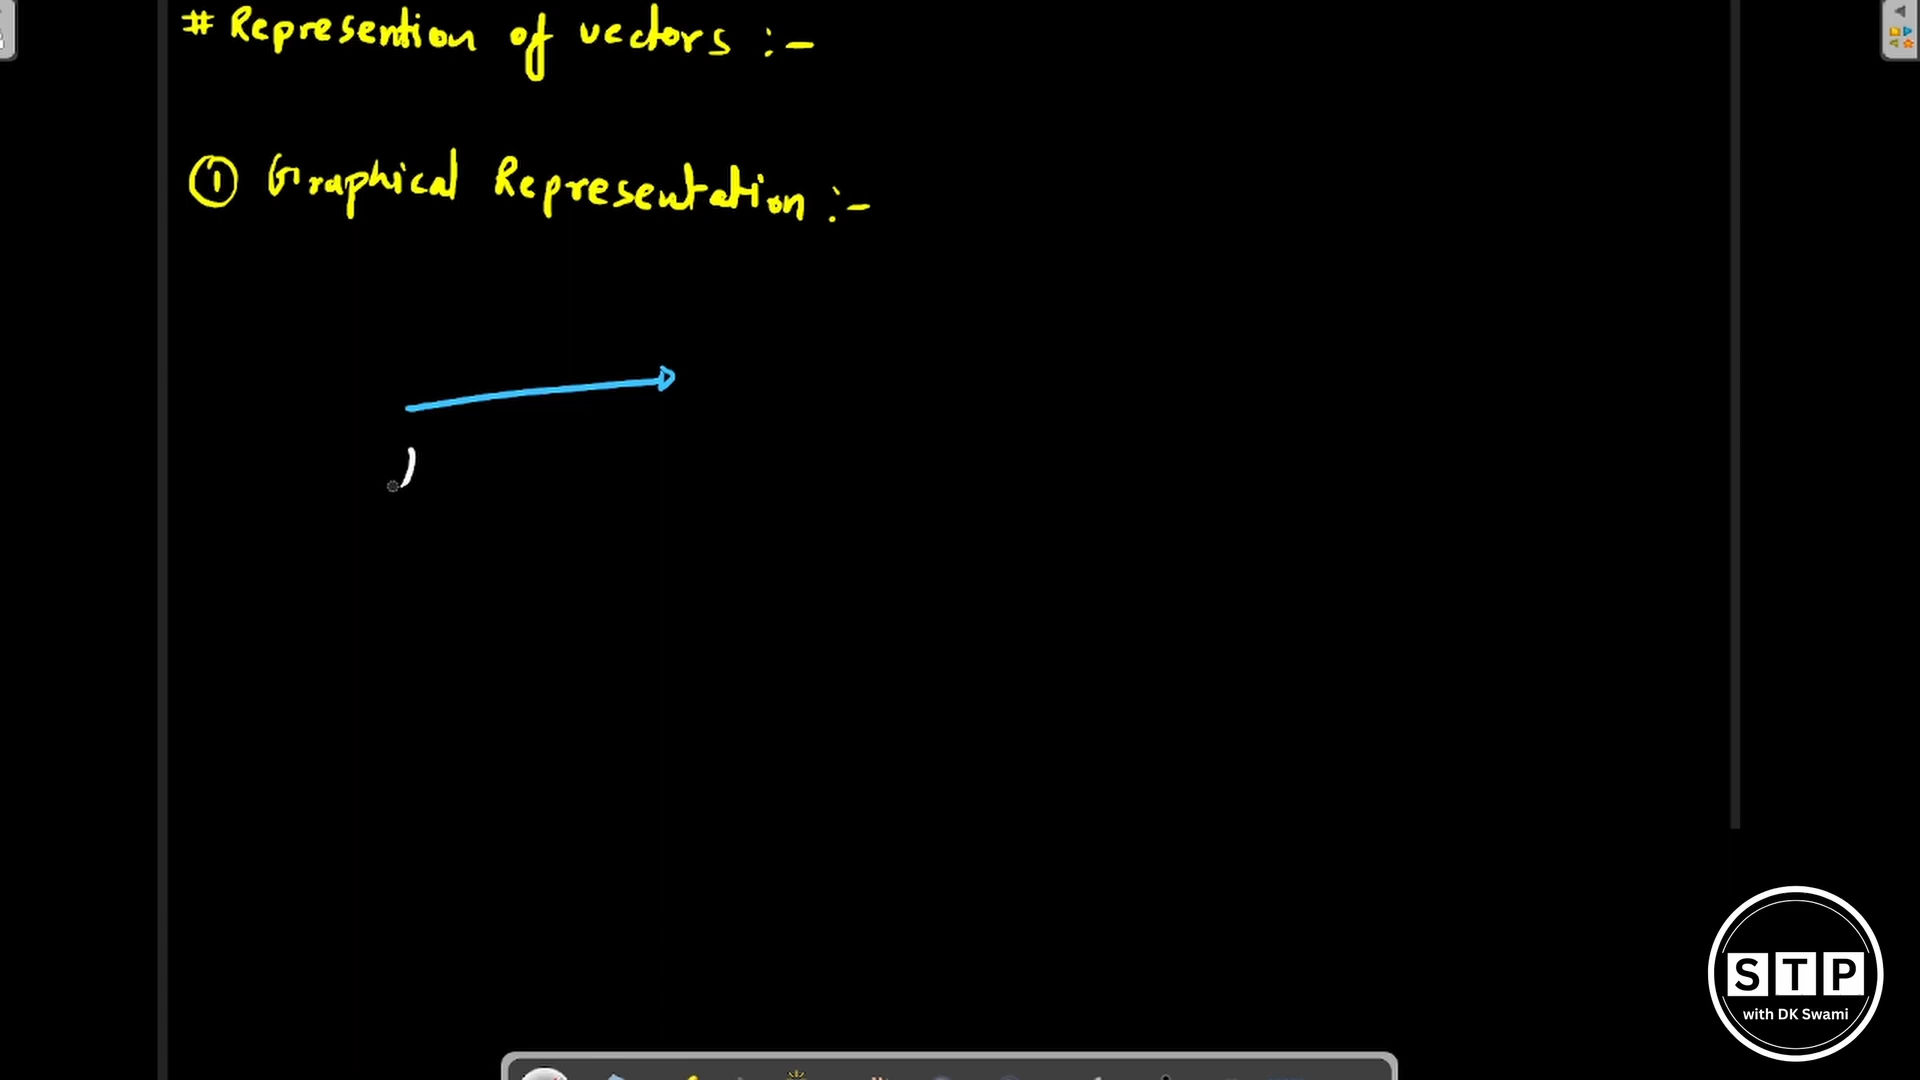 # Represention of vectors :-
① Graphical Representation :-
STP
with DK Swami